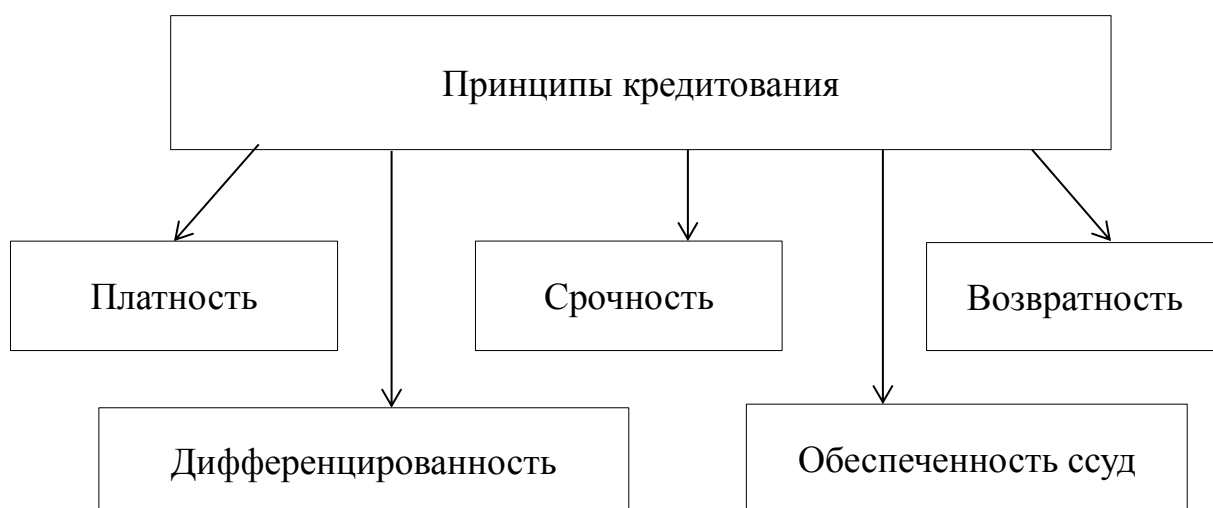 Принципы кредитования
Платность
Срочность
Возвратность
Дифференцированность
Обеспеченность ссуд